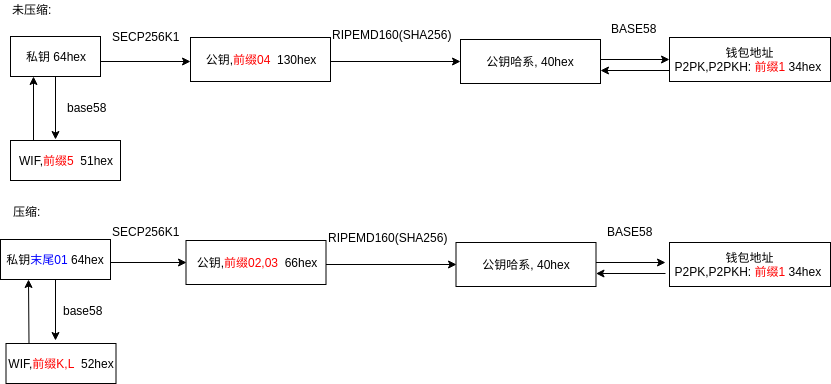 未压缩:
SECP256K1
RIPEMD160(SHA256)
BASE58
私钥 64hex
公钥,前缀04 130hex
公钥哈系, 40hex
钱包地址
P2PK,P2PKH: 前缀1 34hex
base58
WIF,前缀5 51hex
压缩:
SECP256K1
RIPEMD160(SHA256)
BASE58
私钥末尾01 64hex
公钥,前缀02,03 66hex
公钥哈系, 40hex
钱包地址
P2PK,P2PKH: 前缀1 34hex
base58
WIF,前缀K,L 52hex